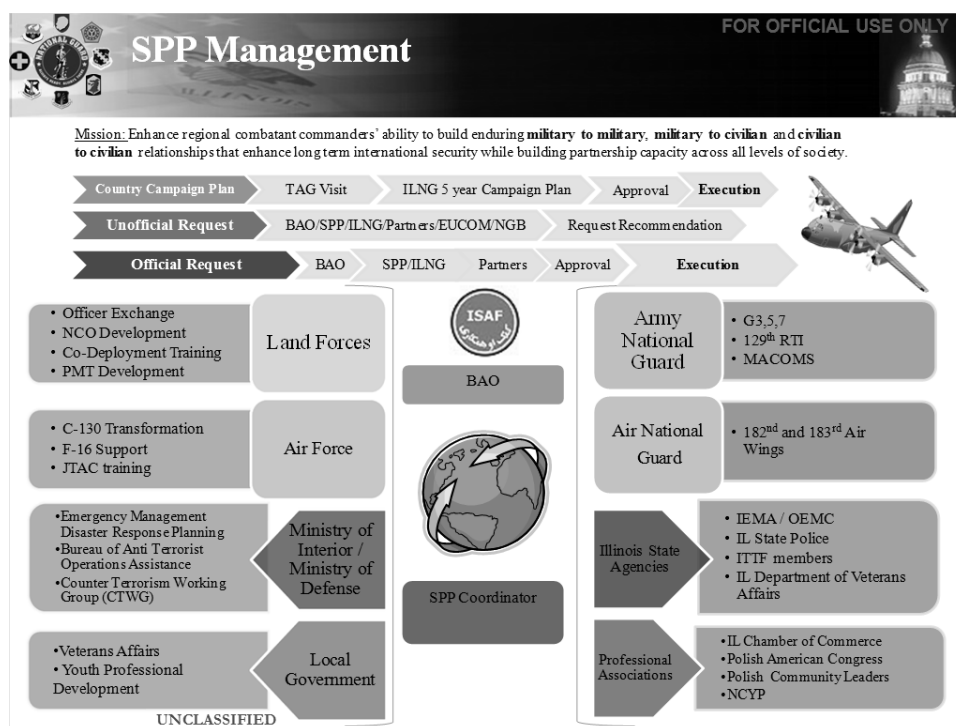 FOR OFFICIAL USE ONLY
NATIONAL GUARD
SPP Management
ILLINOIS
Mission: Enhance regional combatant commanders' ability to build enduring military to military, military to civilian and civilian
to civilian relationships that enhance long term international security while building partnership capacity across all levels of society.
Country Campaign Plan
TAG Visit
ILNG 5 year Campaign Plan
Approval
Execution
Unofficial Request
BAO/SPP/ILNG/Partners/EUCOM/NGB
Request Recommendation
Official Request
BAO
SPP/ILNG
Partners
Approval
Execution
• Officer Exchange
• NCO Development
• Co-Deployment Training
• PMT Development
Land Forces
• C-130 Transformation
• F-16 Support
• JTAC training
Air Force
•Emergency Management
Disaster Response Planning
•Bureau of Anti Terrorist
Operations Assistance
•Counter Terrorism Working
Group (CTWG)
Ministry of
Interior /
Ministry of
Defense
•Veterans Affairs
• Youth Professional
Development
Local
Government
ISAF
BAO
SPP Coordinator
Army
National
Guard
• G3,5,7
• 129th RTI
• MACOMS
Air National
Guard
• 182nd and 183rd Air
Wings
Illinois State
Agencies
• IEMA / OEMC
• IL State Police
• ITTF members
• IL Department of Veterans
Affairs
Professional
Associations
•IL Chamber of Commerce
•Polish American Congress
•Polish Community Leaders
•NCYP
UNCLASSIFIED